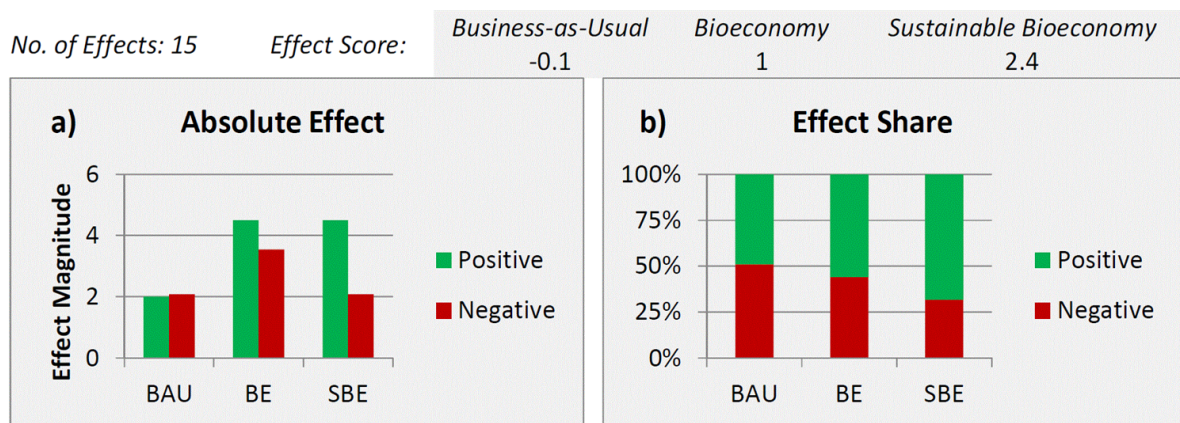 Business-as-Usual Bioeconomy Sustainable Bioeconomy
No. of Effects: 15 Effect Score:
-0.1 1 2.4
a) Absolute Effect
Effect Magnitude
6
4
2
0
BAU BE SBE
Positive
Negative
b) Effect Share
100%
75%
50%
25%
0%
BAU BE SBE
Positive
Negative